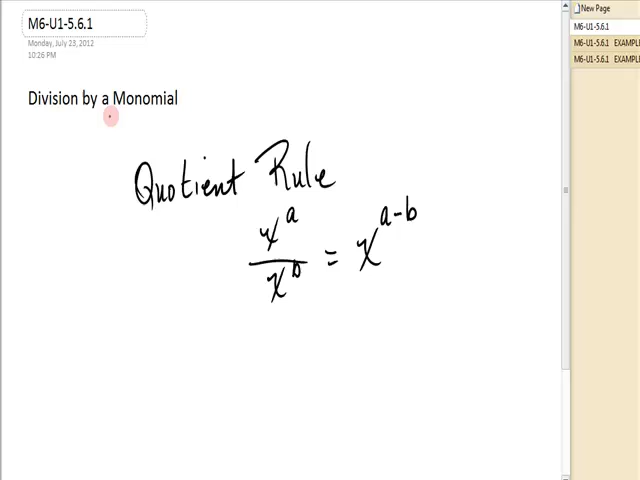 M6-U1-5.6.1
Monday, July 23, 2012
10:26 PM
Division by a Monomial
Quotient Rule
x^a / x^b = x^(a-b)
New Page
M6-U1-5.6.1
M6-U1-5.6.1 EXAMPLE
M6-U1-5.6.1 EXAMPL